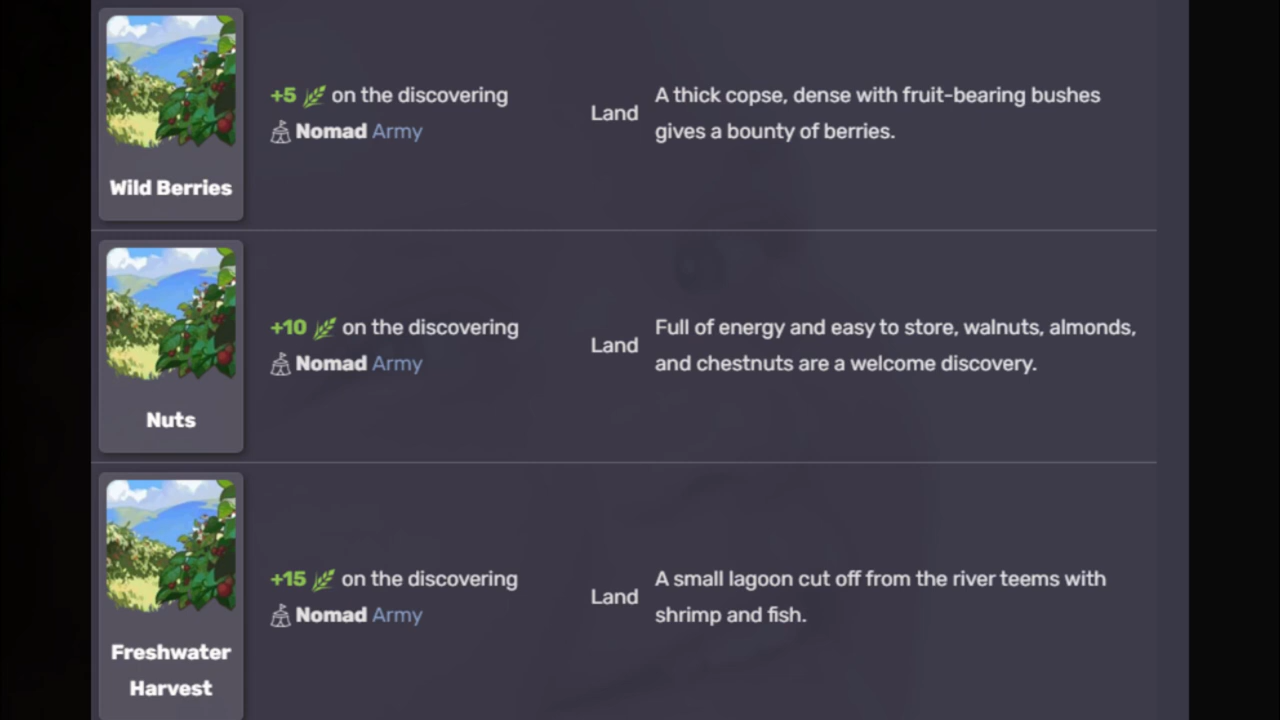 +5 on the discovering
Nomad Army
Land
A thick copse, dense with fruit-bearing bushes
gives a bounty of berries.
Wild Berries
+10 on the discovering
Nomad Army
Land
Full of energy and easy to store, walnuts, almonds,
and chestnuts are a welcome discovery.
Nuts
+15 on the discovering
Nomad Army
Land
A small lagoon cut off from the river teems with
shrimp and fish.
Freshwater
Harvest